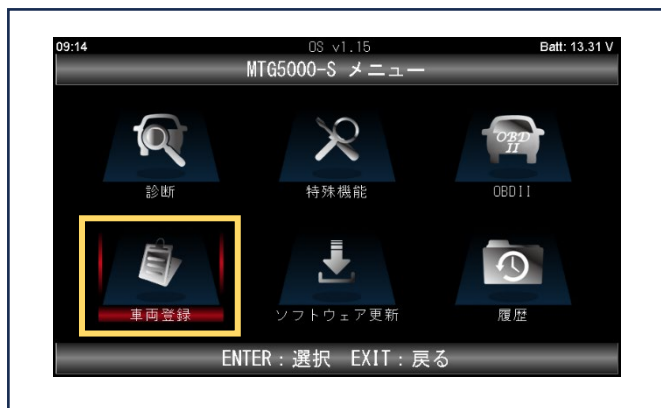 09:14 OS v1.15 Batt: 13.31 V
MTG5000-S メニュー
OBD
II
診断 特殊機能 OBDII
車両登録 ソフトウェア更新 履歴
ENTER：選択 EXIT：戻る